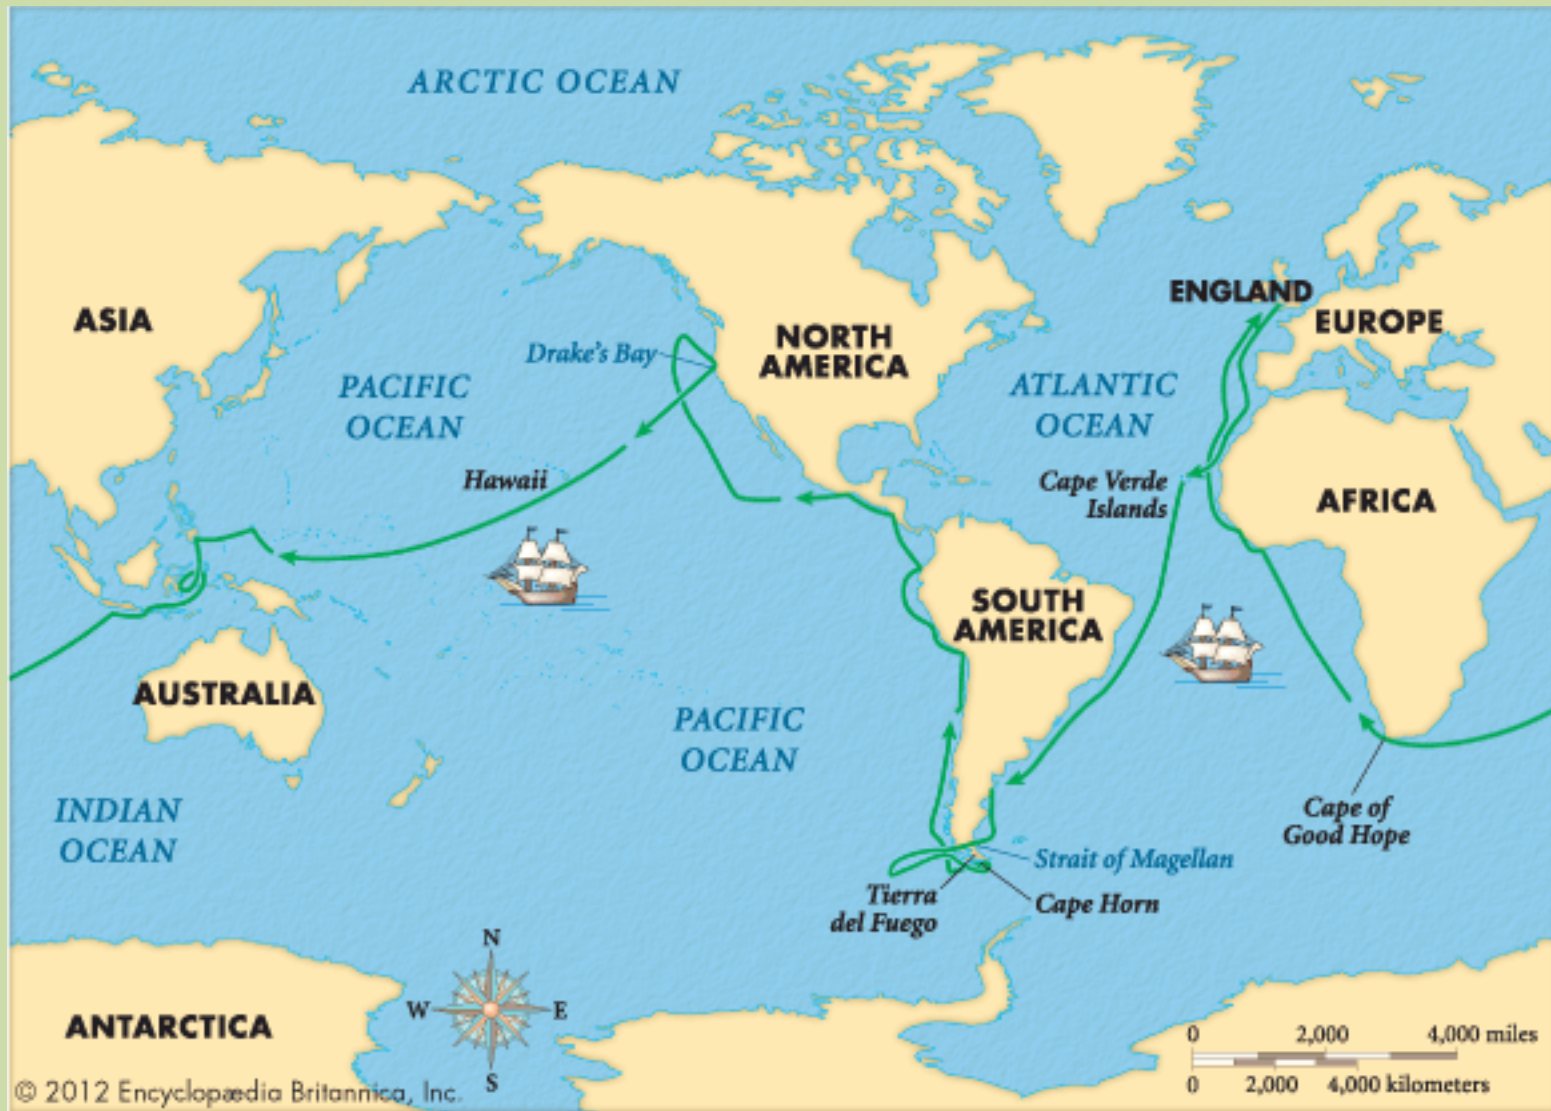 ARCTIC OCEAN
ENGLAND
EUROPE
ASIA
NORTH
AMERICA
Drake's Bay
PACIFIC
OCEAN
ATLANTIC
OCEAN
Hawaii
Cape Verde
Islands
AFRICA
SOUTH
AMERICA
AUSTRALIA
PACIFIC
OCEAN
INDIAN
OCEAN
Cape of
Good Hope
Strait of Magellan
Tierra
del Fuego
Cape Horn
N
W E
S
ANTARCTICA
0 2,000 4,000 miles
0 2,000 4,000 kilometers
© 2012 Encyclopædia Britannica, Inc.